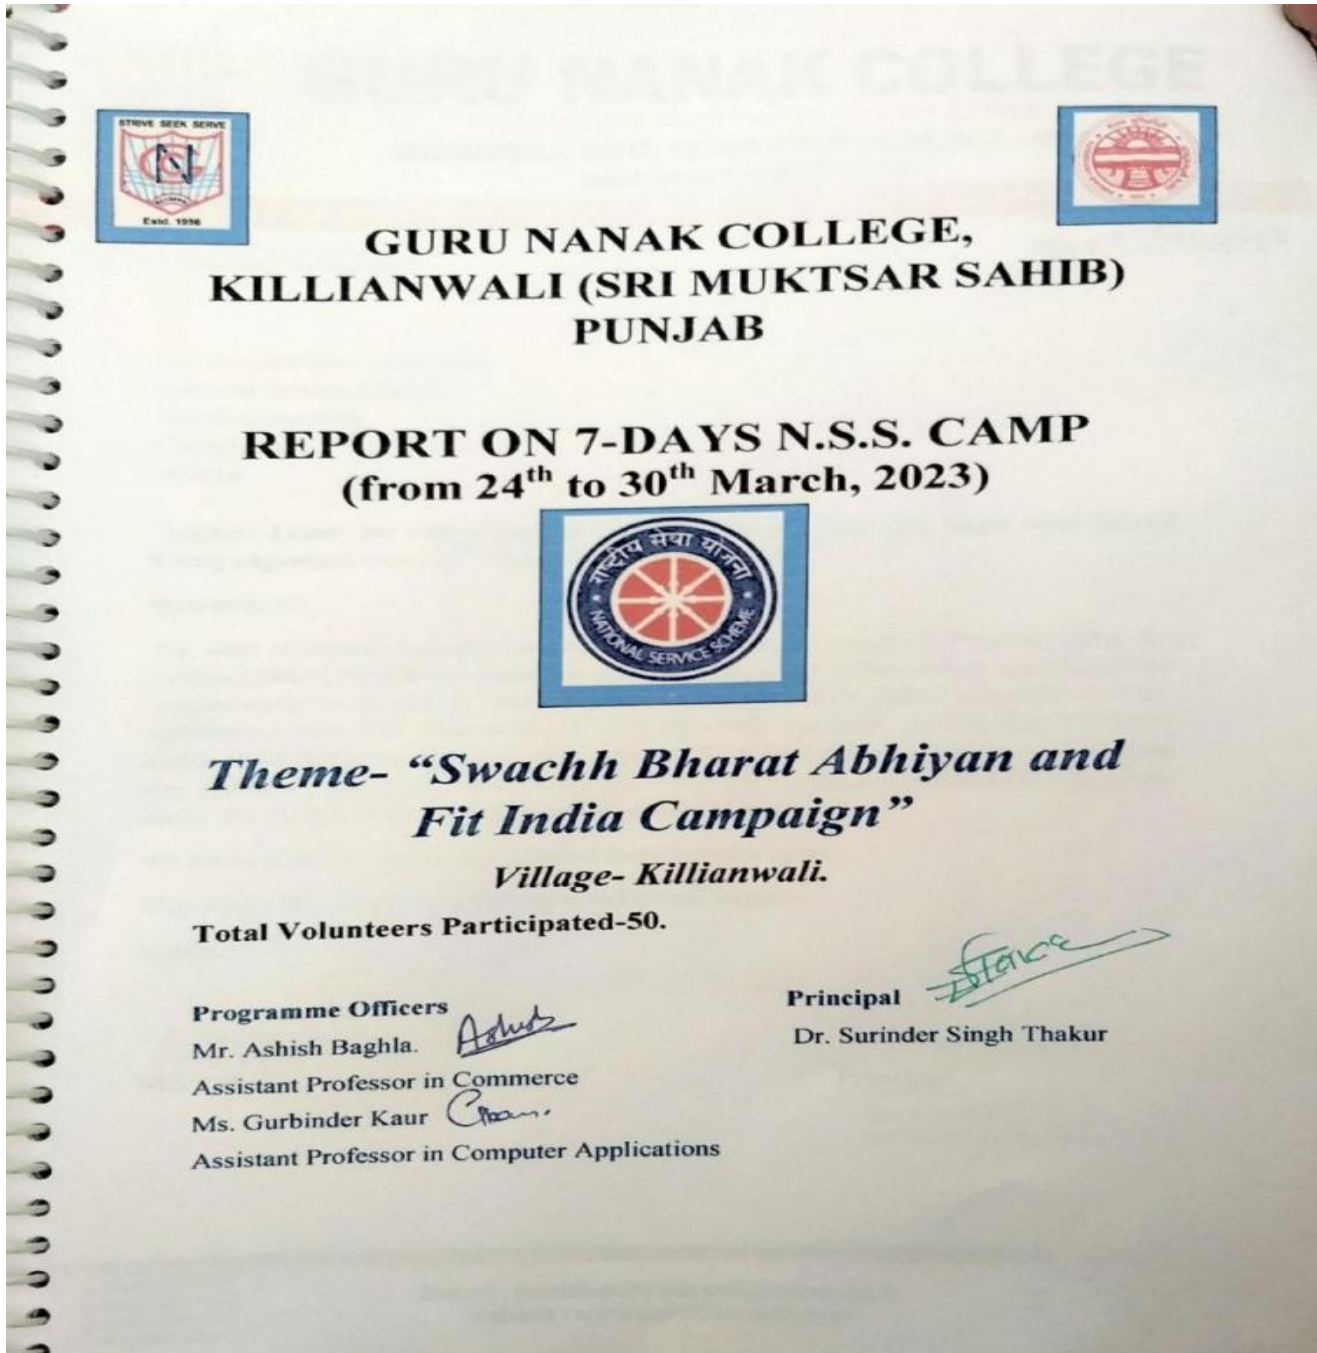 STRIVE SEEK SERVE
Estd. 1956
GURU NANAK COLLEGE,
KILLIANWALI (SRI MUKTSAR SAHIB)
PUNJAB
REPORT ON 7-DAYS N.S.S. CAMP
(from 24th to 30th March, 2023)
राष्ट्रीय सेवा योजना
NATIONAL SERVICE SCHEME
Theme- “Swachh Bharat Abhiyan and
Fit India Campaign”
Village- Killianwali.
Total Volunteers Participated-50.
Programme Officers
Mr. Ashish Baghla.
Ashish
Assistant Professor in Commerce
Ms. Gurbinder Kaur
Assistant Professor in Computer Applications
Principal
Dr. Surinder Singh Thakur